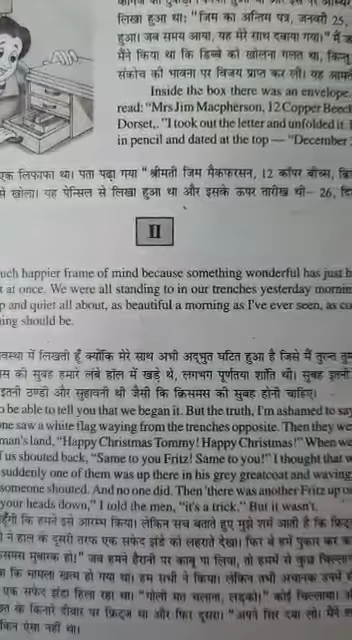 लिखा हुआ था: "जिम का अन्तिम पत्र, जनवरी 25,
हुआ। जब समय आया, यह मेरे साथ दबाया गया।"
मैंने किया था कि डिब्बे को खोलना गलत था, किन्तु
संकोच की भावना पर विजय प्राप्त कर ली।
Inside the box there was an envelope.
read: "Mrs Jim Macpherson, 12 Copper Beech
Dorset,. "I took out the letter and unfolded it. I
in pencil and dated at the top — "December
एक लिफाफा था। पता पढ़ा गया "श्रीमती जिम मैकफरसन, 12 कॉपर बीच्स,
से खोला। यह पेन्सिल से लिखा हुआ था और इसके ऊपर तारीख थी– 26,
II
uch happier frame of mind because something wonderful has just h
t at once. We were all standing to in our trenches yesterday mornin
p and quiet all about, as beautiful a morning as I've ever seen, as co
ing should be.
वस्था में लिखती हूँ क्योंकि मेरे साथ अभी अद्भुत घटित हुआ है जिसे मैं तुरन्त
स की सुबह हमारे लंबे हॉल में खड़े थे, लगभग पूर्णतया शांति थी। सुबह इतनी
इतनी ठण्डी और सुहावनी थी जैसी कि क्रिसमस की सुबह होनी चाहिए।
o be able to tell you that we began it. But the truth, I'm ashamed to say
one saw a white flag waving from the trenches opposite. Then they we
man's land, "Happy Christmas Tommy! Happy Christmas!" When we
f us shouted back, "Same to you Fritz! Same to you!" I thought that w
suddenly one of them was up there in his grey greatcoat and waving
someone shouted. And no one did. Then 'there was another Fritz up on
your heads down," I told the men, "it's a trick." But it wasn't.
हूँगी कि हमने इसे आरम्भ किया। लेकिन सच बताते हुए मुझे शर्म आती है कि
ने हाल के दूसरी तरफ एक सफेद झंडे को लहराते देखा। फिर वे हमें पुकार कर
समस मुबारक हो।" जब हमने हैरानी पर काबू पा लिया, तो हममें से कुछ
या कि मामला खत्म हो गया था। हम सभी ने किया। लेकिन तभी अचानक उनमें
एक सफेद झंडा हिला रहा था। "गोली मत चलाना, लड़को।" कोई चिल्लाया।
के किनारे दीवार पर फ्रिट्ज था और फिर दूसरा। "अपने सिर दबा लो।
किन ऐसा नहीं था।